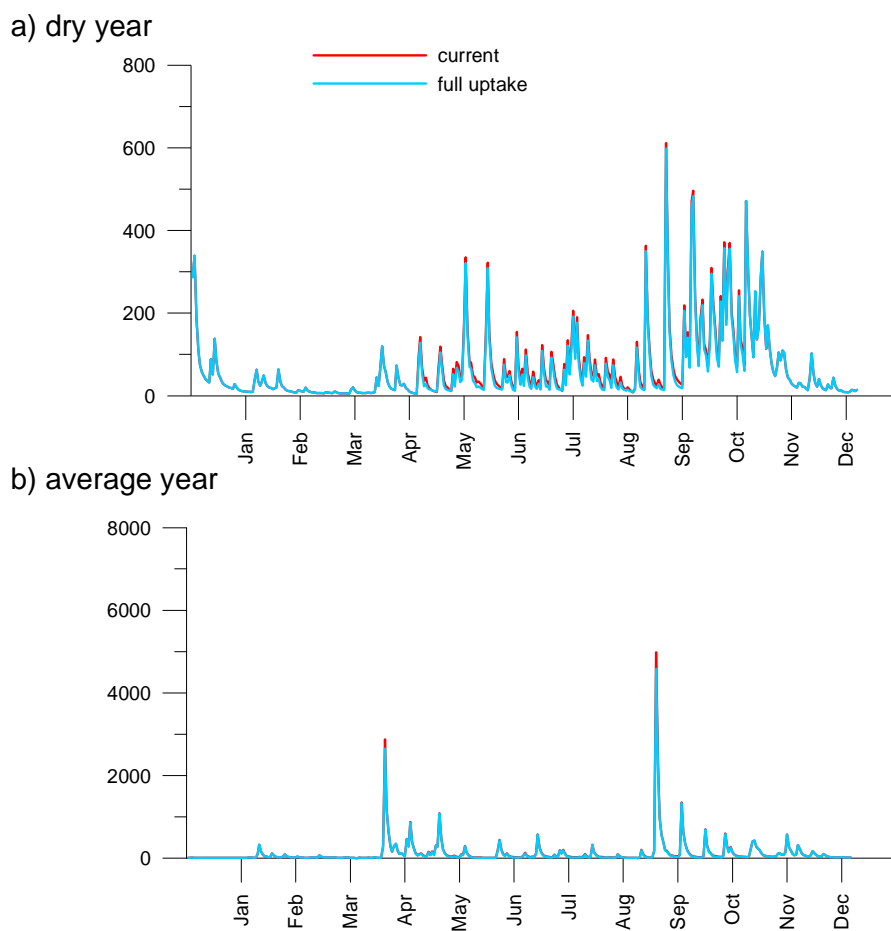 a) dry year
current
full uptake
800
600
400
200
0
Jan Feb Mar Apr May Jun Jul Aug Sep Oct Nov Dec
b) average year
8000
6000
4000
2000
0
Jan Feb Mar Apr May Jun Jul Aug Sep Oct Nov Dec